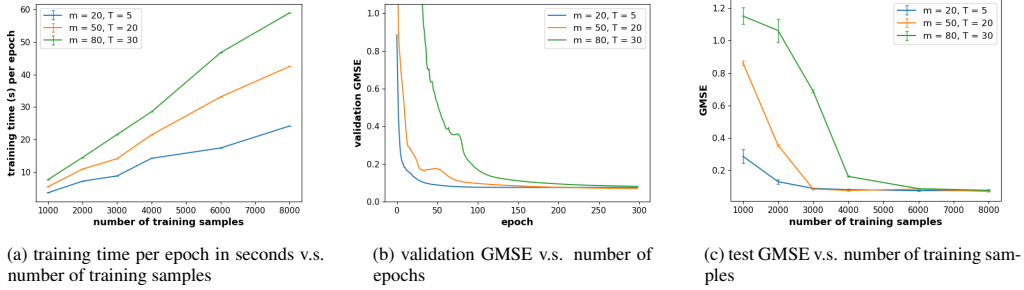 m = 20, T = 5
m = 50, T = 20
m = 80, T = 30
60
50
40
30
20
10
1000 2000 3000 4000 5000 6000 7000 8000
number of training samples
training time (s) per epoch
(a) training time per epoch in seconds v.s.
number of training samples
m = 20, T = 5
m = 50, T = 20
m = 80, T = 30
1.0
0.8
0.6
0.4
0.2
0.0
0 50 100 150 200 250 300
epoch
validation GMSE
(b) validation GMSE v.s. number of
epochs
m = 20, T = 5
m = 50, T = 20
m = 80, T = 30
1.2
1.0
0.8
0.6
0.4
0.2
1000 2000 3000 4000 5000 6000 7000 8000
number of training samples
GMSE
(c) test GMSE v.s. number of training sam-
ples